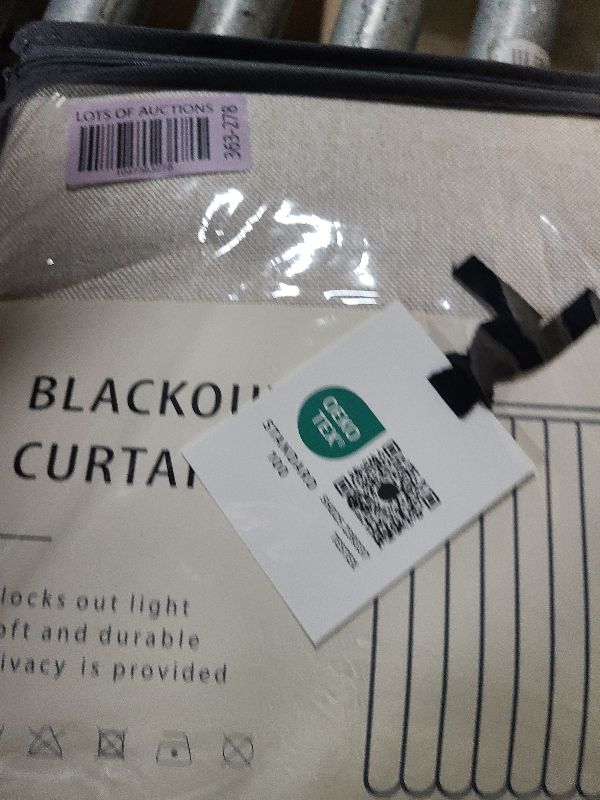 LOTS OF AUCTIONS
363-278
BLACKOU
CURTAI
locks out light
oft and durable
ivacy is provided
OEKO
TEX®
STANDARD
100